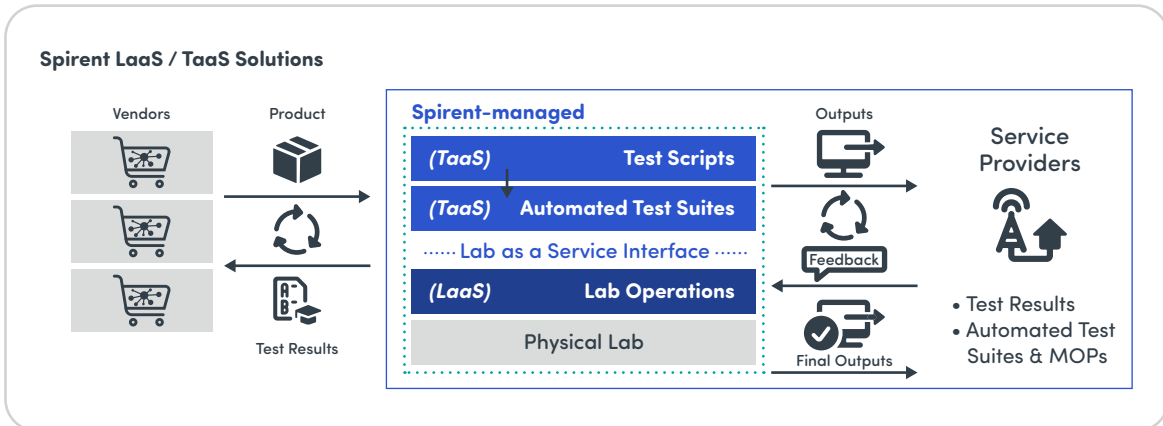 Spirent LaaS / TaaS Solutions
Vendors
Product
Test Results
A
B
Spirent-managed
(TaaS) Test Scripts
(TaaS) Automated Test Suites
Lab as a Service Interface
(LaaS) Lab Operations
Physical Lab
Outputs
Feedback
Final Outputs
Service
Providers
• Test Results
• Automated Test
Suites & MOPs